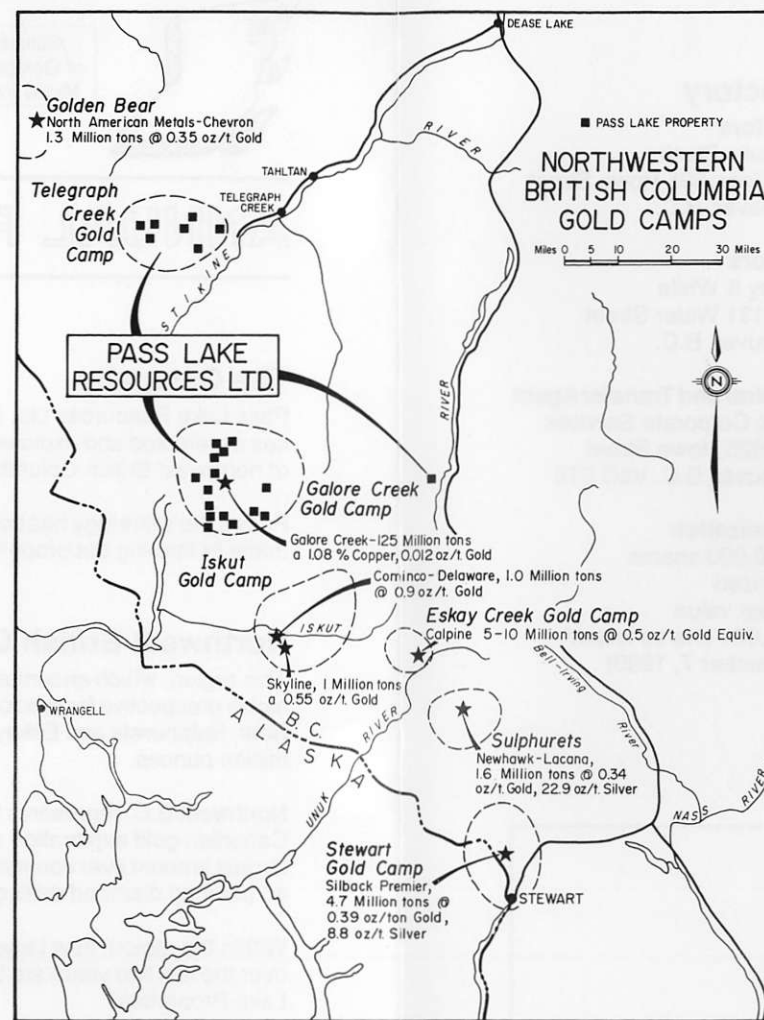 DEASE LAKE
Golden Bear
North American Metals-Chevron
1.3 Million tons @ 0.35 oz/t. Gold
RIVER
■ PASS LAKE PROPERTY
TAHLTAN
NORTHWESTERN
BRITISH COLUMBIA
GOLD CAMPS
Telegraph
Creek
Gold
Camp
TELEGRAPH
CREEK
Miles 0 5 10 20 30 Miles
STIKINE
PASS LAKE
RESOURCES LTD.
N
RIVER
Galore Creek
Gold Camp
Galore Creek-125 Million tons
@ 1.08 % Copper, 0.012 oz/t. Gold
Iskut
Gold Camp
Cominco-Delaware, 1.0 Million tons
@ 0.9 oz/t. Gold
ISKUT
Eskay Creek Gold Camp
Calpine 5-10 Million tons @ 0.5 oz/t Gold Equiv.
Skyline, 1 Million tons
@ 0.55 oz/t. Gold
Bell-Irving
River
WRANGELL
B.C.
ALASKA
RIVER
UNUK
Sulphurets
Newhawk-Lacana,
1.6 Million tons @ 0.34
oz/t. Gold, 22.9 oz/t. Silver
NASS
RIVER
Stewart
Gold Camp
Silback Premier,
4.7 Million tons @
0.39 oz/ton Gold,
8.8 oz/t. Silver
STEWART